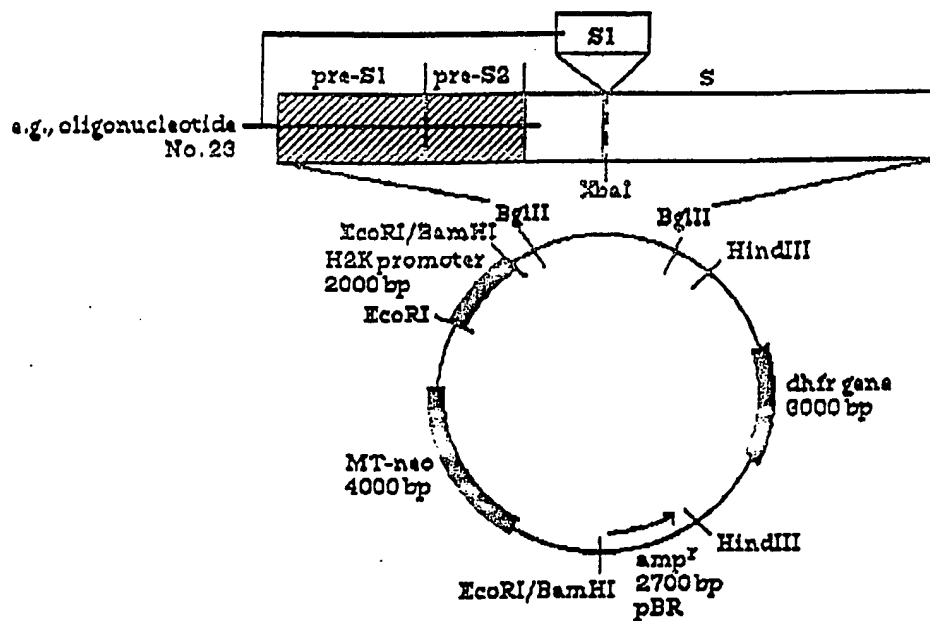 S1
pre-S1
pre-S2
S
e.g., oligonucleotide
No. 23
XbaI
BglII
BglII
EcoRI/BamHI
H2K promoter
2000 bp
HindIII
EcoRI
dhfr gene
6000 bp
MT-neo
4000 bp
HindIII
EcoRI/BamHI
ampr
2700 bp
pBR